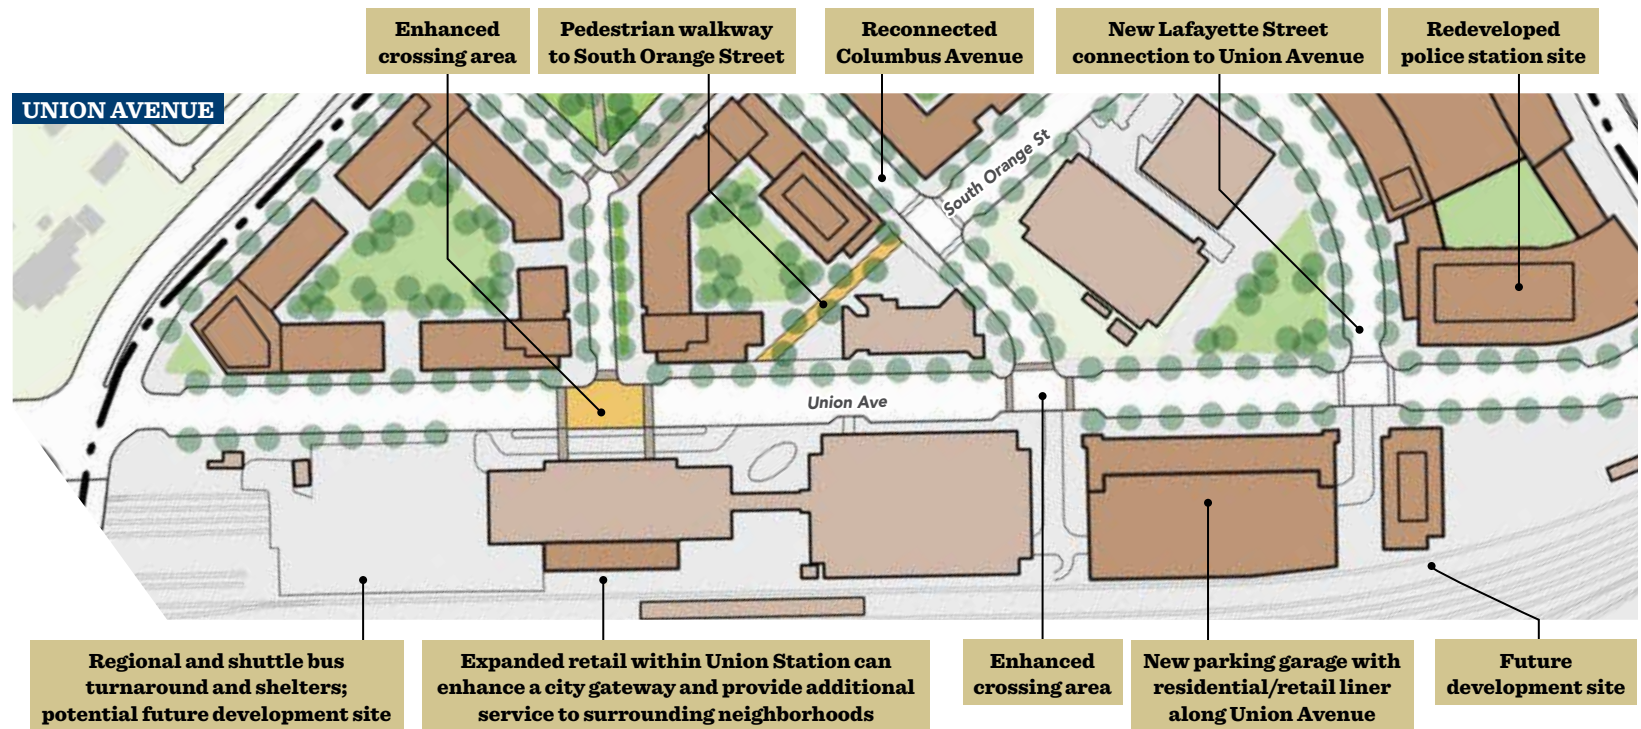 Enhanced
crossing area
Pedestrian walkway
to South Orange Street
Reconnected
Columbus Avenue
New Lafayette Street
connection to Union Avenue
Redeveloped
police station site
UNION AVENUE
South Orange St
Union Ave
Regional and shuttle bus
turnaround and shelters;
potential future development site
Expanded retail within Union Station can
enhance a city gateway and provide additional
service to surrounding neighborhoods
Enhanced
crossing area
New parking garage with
residential/retail liner
along Union Avenue
Future
development site